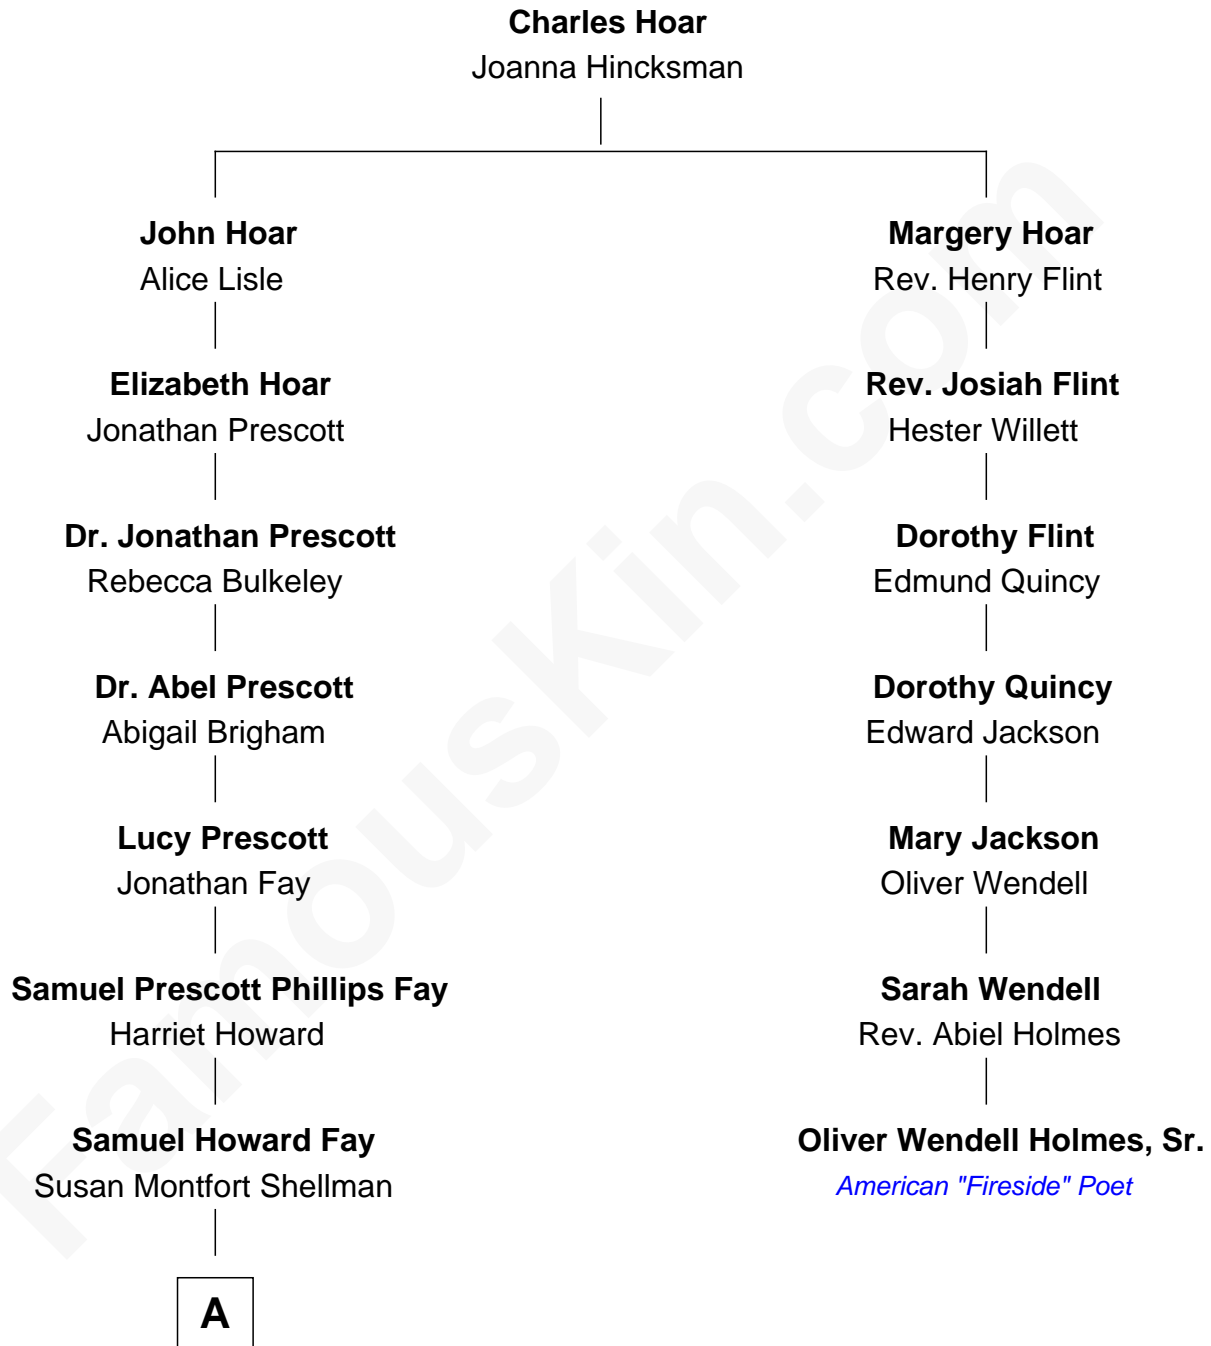 Charles Hoar
Joanna Hincksman
John Hoar
Alice Lisle
Margery Hoar
Rev. Henry Flint
Elizabeth Hoar
Jonathan Prescott
Rev. Josiah Flint
Hester Willett
Dr. Jonathan Prescott
Rebecca Bulkeley
Dorothy Flint
Edmund Quincy
Dr. Abel Prescott
Abigail Brigham
Dorothy Quincy
Edward Jackson
Lucy Prescott
Jonathan Fay
Mary Jackson
Oliver Wendell
Samuel Prescott Phillips Fay
Harriet Howard
Sarah Wendell
Rev. Abiel Holmes
Samuel Howard Fay
Susan Montfort Shellman
Oliver Wendell Holmes, Sr.
American "Fireside" Poet
A
FamousKin.com